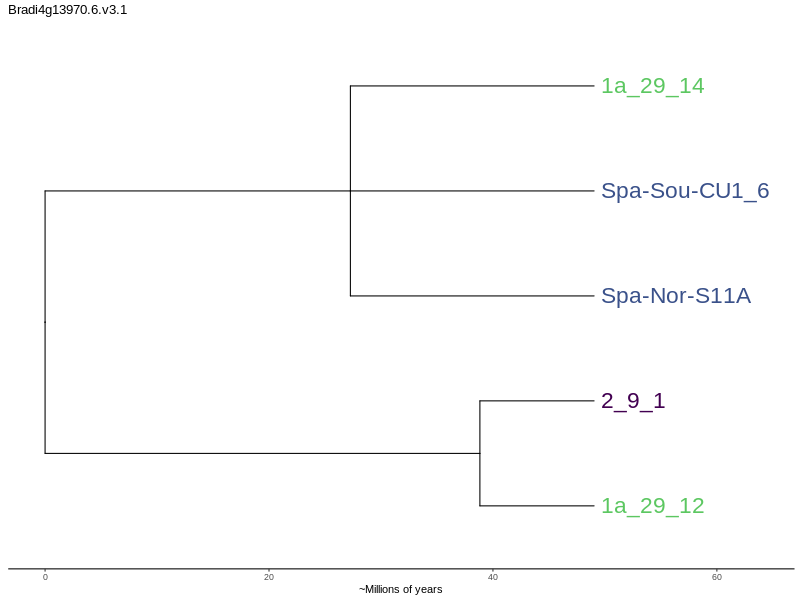 Bradi4g13970.6.v3.1
1a_29_14
Spa-Sou-CU1_6
Spa-Nor-S11A
2_9_1
1a_29_12
0 20 40 60
~Millions of years